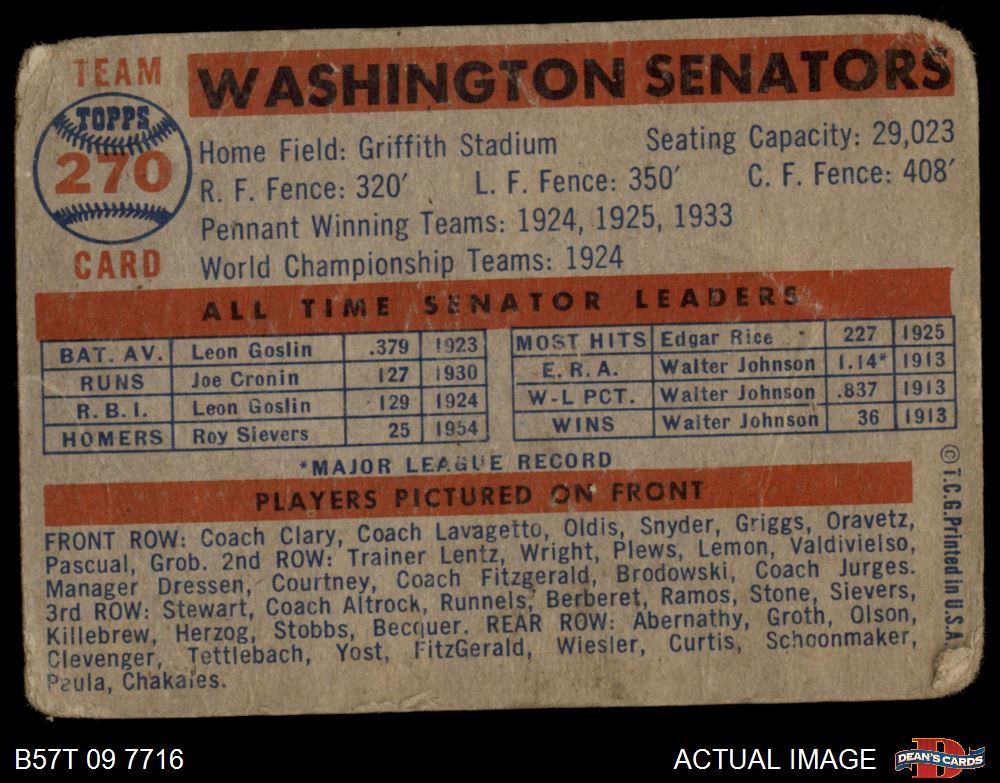 TEAM
TOPPS
270
CARD
WASHINGTON SENATORS
Home Field: Griffith Stadium Seating Capacity: 29,023
R. F. Fence: 320′ L. F. Fence: 350′ C. F. Fence: 408′
Pennant Winning Teams: 1924, 1925, 1933
World Championship Teams: 1924
ALL TIME SENATOR LEADERS
BAT. AV. Leon Goslin .379 1923
RUNS Joe Cronin 127 1930
R. B. I. Leon Goslin 129 1924
HOMERS Roy Sievers 25 1954
MOST HITS Edgar Rice 227 1925
E. R. A. Walter Johnson 1.14* 1913
W-L PCT. Walter Johnson .837 1913
WINS Walter Johnson 36 1913
*MAJOR LEAGUE RECORD
PLAYERS PICTURED ON FRONT
FRONT ROW: Coach Clary, Coach Lavagetto, Oldis, Snyder, Griggs, Oravetz,
Pascual, Grob. 2nd ROW: Trainer Lentz, Wright, Plews, Lemon, Valdivielso,
Manager Dressen, Courtney, Coach Fitzgerald, Brodowski, Coach Jurges.
3rd ROW: Stewart, Coach Altrock, Runnels, Berberet, Ramos, Stone, Sievers,
Killebrew, Herzog, Stobbs, Becquer. REAR ROW: Abernathy, Groth, Olson,
Clevenger, Tettlebach, Yost, FitzGerald, Wiesler, Curtis, Schoonmaker,
Paula, Chakales.
© T.C.G. Printed in U.S.A.
B57T 09 7716
ACTUAL IMAGE
D
DEAN'S CARDS